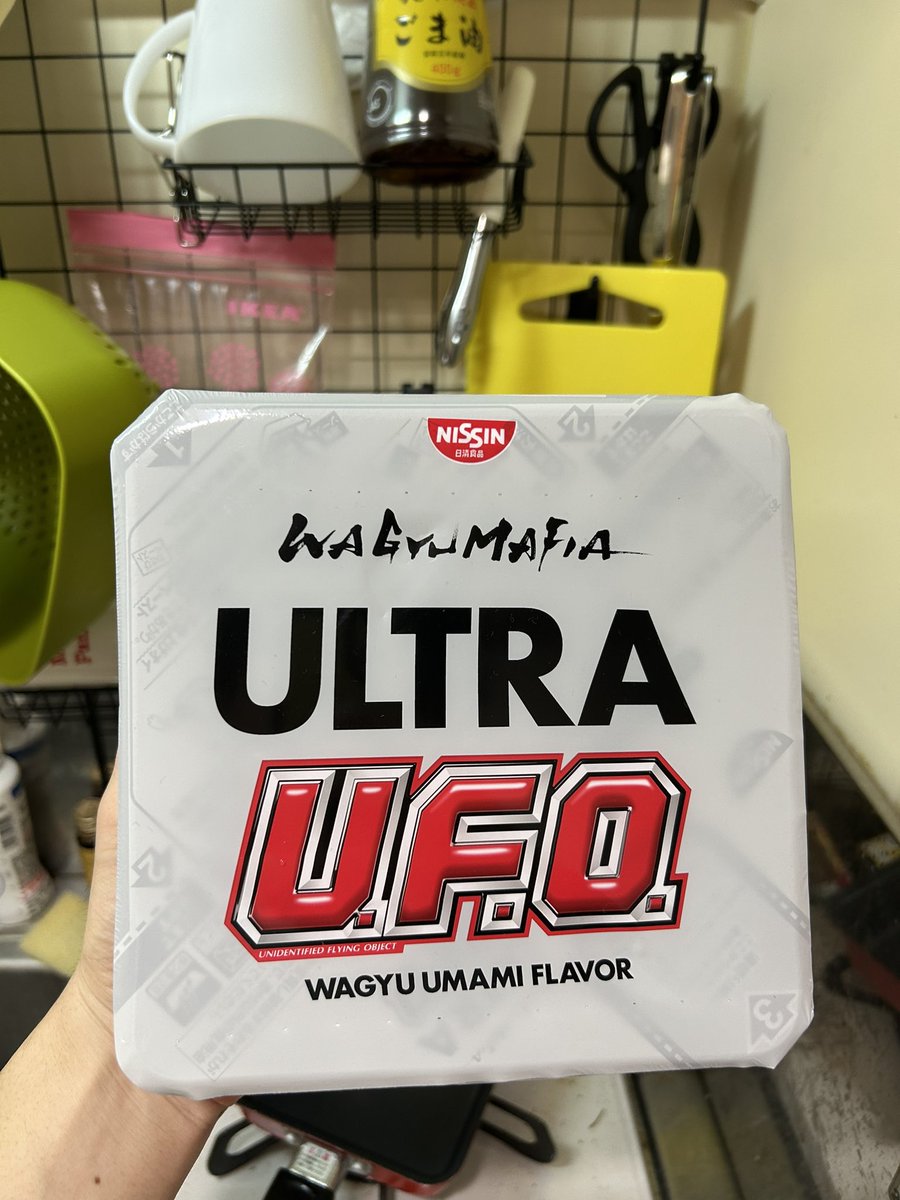 ごま油
IKEA
NISSIN
日清食品
WAGYUMAFIA
ULTRA
U.F.O.
UNIDENTIFIED FLYING OBJECT
WAGYU UMAMI FLAVOR